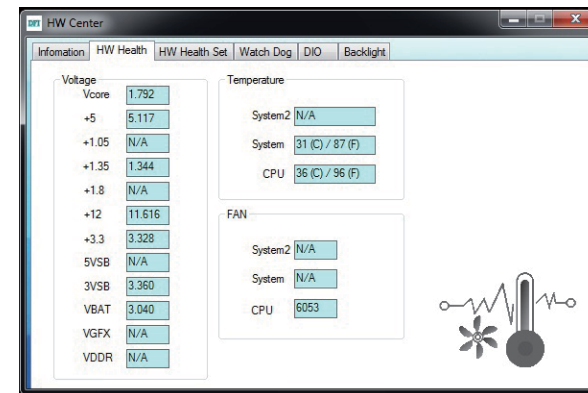 DFI HW Center
Infomation HW Health HW Health Set Watch Dog DIO Backlight
Voltage
Vcore 1.792
+5 5.117
+1.05 N/A
+1.35 1.344
+1.8 N/A
+12 11.616
+3.3 3.328
5VSB N/A
3VSB 3.360
VBAT 3.040
VGFX N/A
VDDR N/A
Temperature
System2 N/A
System 31 (C) / 87 (F)
CPU 36 (C) / 96 (F)
FAN
System2 N/A
System N/A
CPU 6053